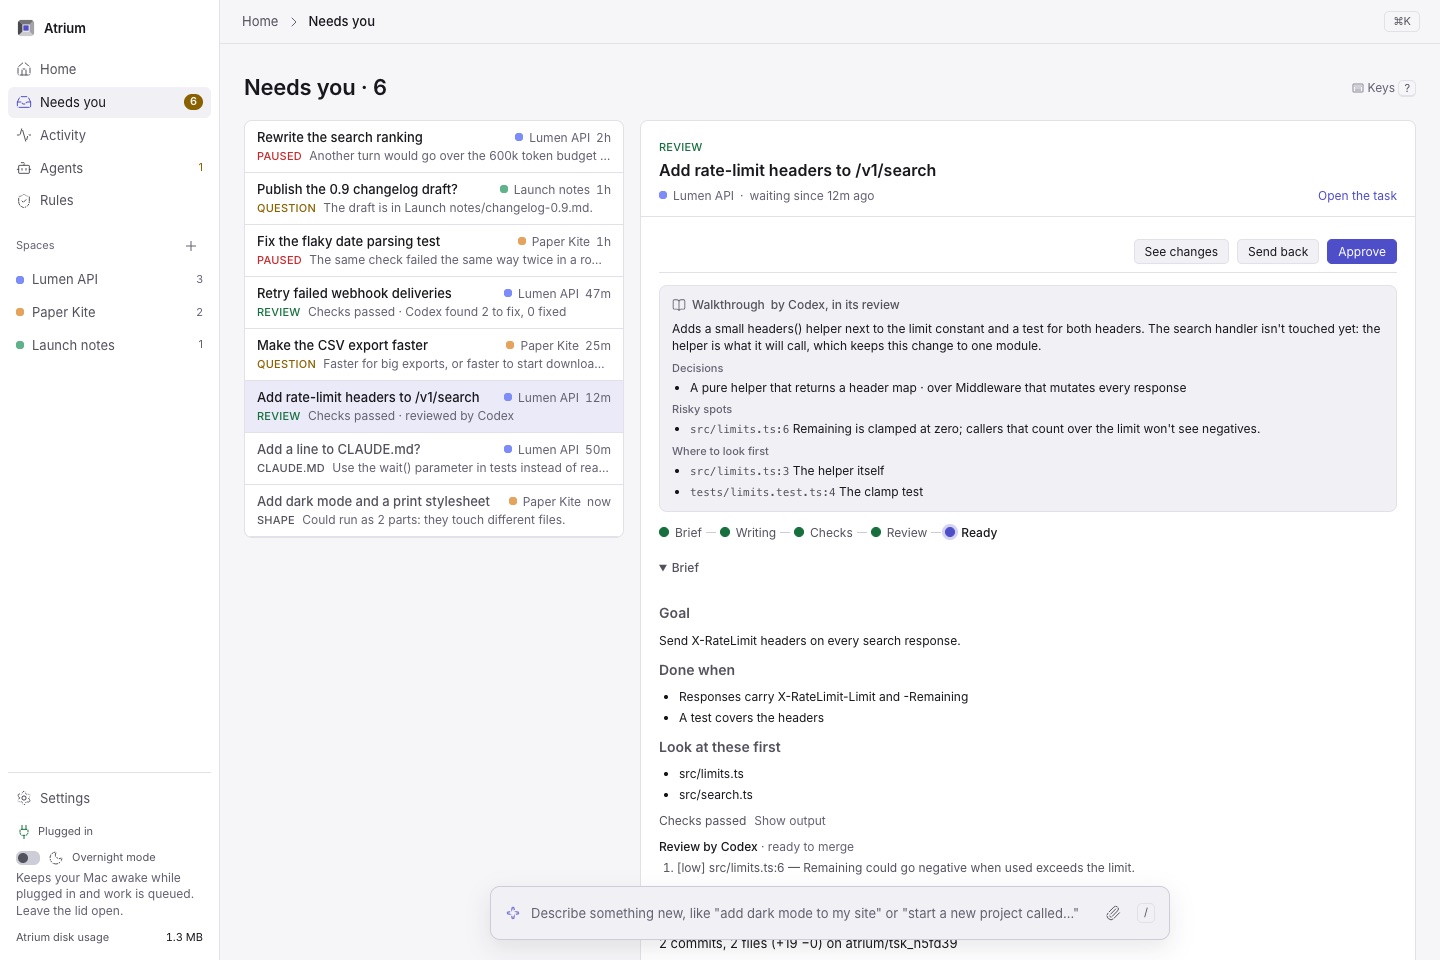 Atrium
Home
Needs you 6
Activity
Agents 1
Rules
Spaces
Lumen API 3
Paper Kite 2
Launch notes 1
Settings
Plugged in
Overnight mode
Keeps your Mac awake while
plugged in and work is queued.
Leave the lid open.
Atrium disk usage 1.3 MB
Home Needs you
⌘K
Needs you · 6
Keys ?
Rewrite the search ranking Lumen API 2h
PAUSED Another turn would go over the 600k token budget ...
Publish the 0.9 changelog draft? Launch notes 1h
QUESTION The draft is in Launch notes/changelog-0.9.md.
Fix the flaky date parsing test Paper Kite 1h
PAUSED The same check failed the same way twice in a ro...
Retry failed webhook deliveries Lumen API 47m
REVIEW Checks passed · Codex found 2 to fix, 0 fixed
Make the CSV export faster Paper Kite 25m
QUESTION Faster for big exports, or faster to start downloa...
Add rate-limit headers to /v1/search Lumen API 12m
REVIEW Checks passed · reviewed by Codex
Add a line to CLAUDE.md? Lumen API 50m
CLAUDE.MD Use the wait() parameter in tests instead of rea...
Add dark mode and a print stylesheet Paper Kite now
SHAPE Could run as 2 parts: they touch different files.
REVIEW
Add rate-limit headers to /v1/search
Lumen API · waiting since 12m ago
Open the task
See changes Send back Approve
Walkthrough by Codex, in its review
Adds a small headers() helper next to the limit constant and a test for both headers. The search handler isn't touched yet: the
helper is what it will call, which keeps this change to one module.
Decisions
• A pure helper that returns a header map · over Middleware that mutates every response
Risky spots
• src/limits.ts:6 Remaining is clamped at zero; callers that count over the limit won't see negatives.
Where to look first
• src/limits.ts:3 The helper itself
• tests/limits.test.ts:4 The clamp test
Brief Writing Checks Review Ready
▼ Brief
Goal
Send X-RateLimit headers on every search response.
Done when
• Responses carry X-RateLimit-Limit and -Remaining
• A test covers the headers
Look at these first
• src/limits.ts
• src/search.ts
Checks passed Show output
Review by Codex · ready to merge
1. [low] src/limits.ts:6 — Remaining could go negative when used exceeds the limit.
Describe something new, like "add dark mode to my site" or "start a new project called..." /
2 commits, 2 files (+19 −0) on atrium/tsk_h5fd39